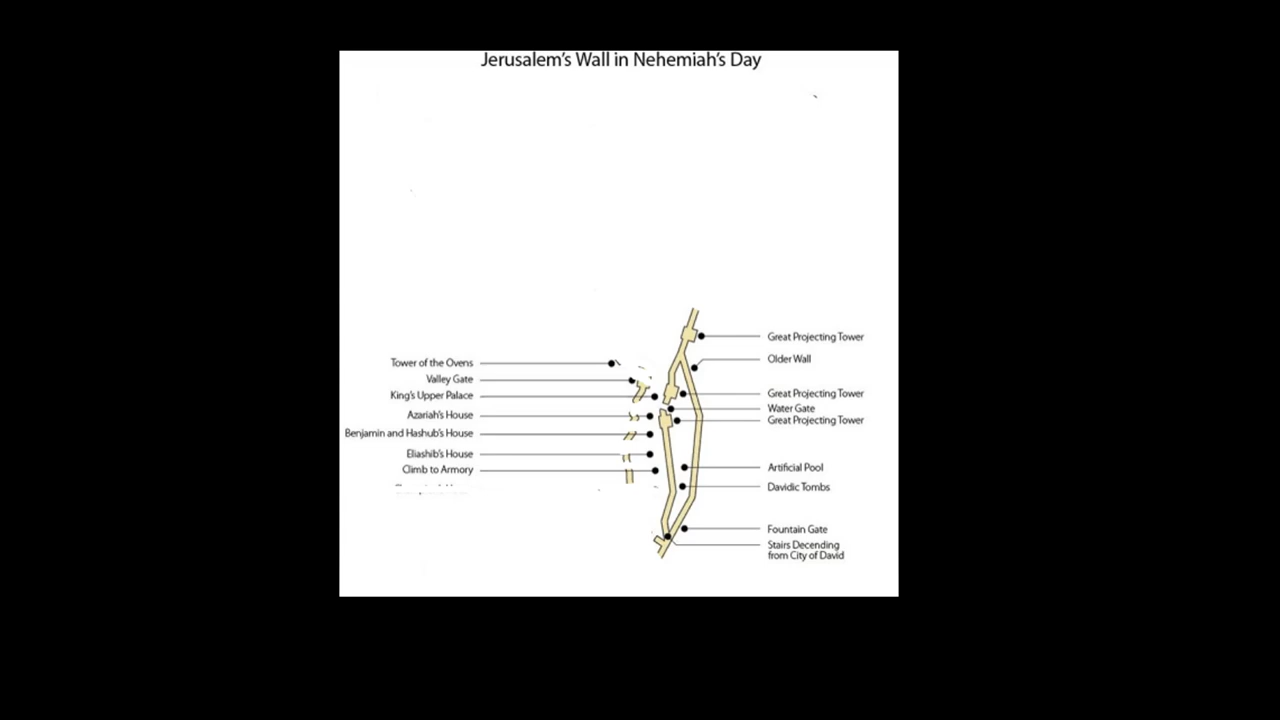 Jerusalem's Wall in Nehemiah's Day
Tower of the Ovens
Valley Gate
King's Upper Palace
Azariah's House
Benjamin and Hashub's House
Eliashib's House
Climb to Armory
Great Projecting Tower
Older Wall
Great Projecting Tower
Water Gate
Great Projecting Tower
Artificial Pool
Davidic Tombs
Fountain Gate
Stairs Decending
from City of David